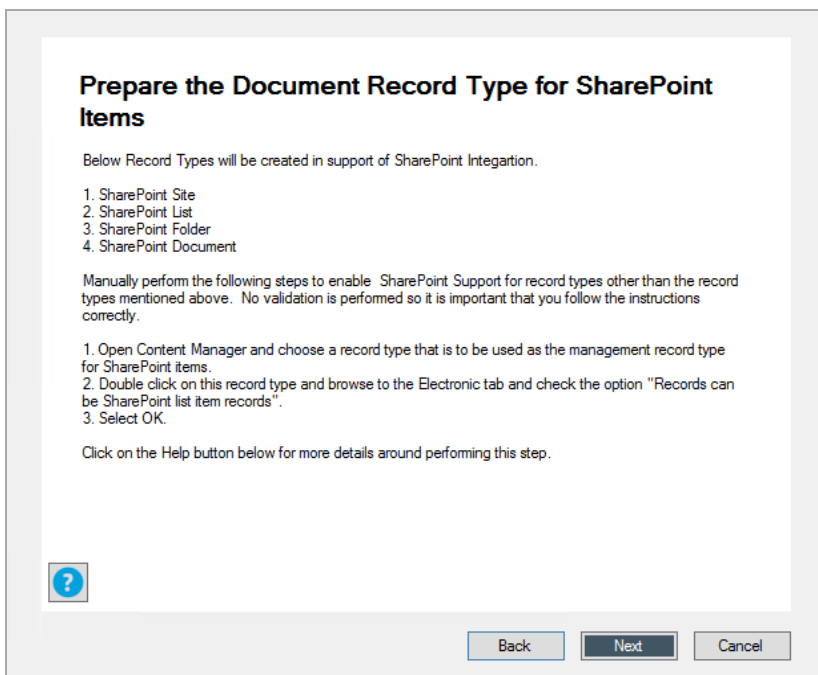 Prepare the Document Record Type for SharePoint
Items
Below Record Types will be created in support of SharePoint Integartion.
1. SharePoint Site
2. SharePoint List
3. SharePoint Folder
4. SharePoint Document
Manually perform the following steps to enable  SharePoint Support for record types other than the record
types mentioned above.  No validation is performed so it is important that you follow the instructions
correctly.
1. Open Content Manager and choose a record type that is to be used as the management record type
for SharePoint items.
2. Double click on this record type and browse to the Electronic tab and check the option "Records can
be SharePoint list item records".
3. Select OK.
Click on the Help button below for more details around performing this step.
?
Back Next Cancel